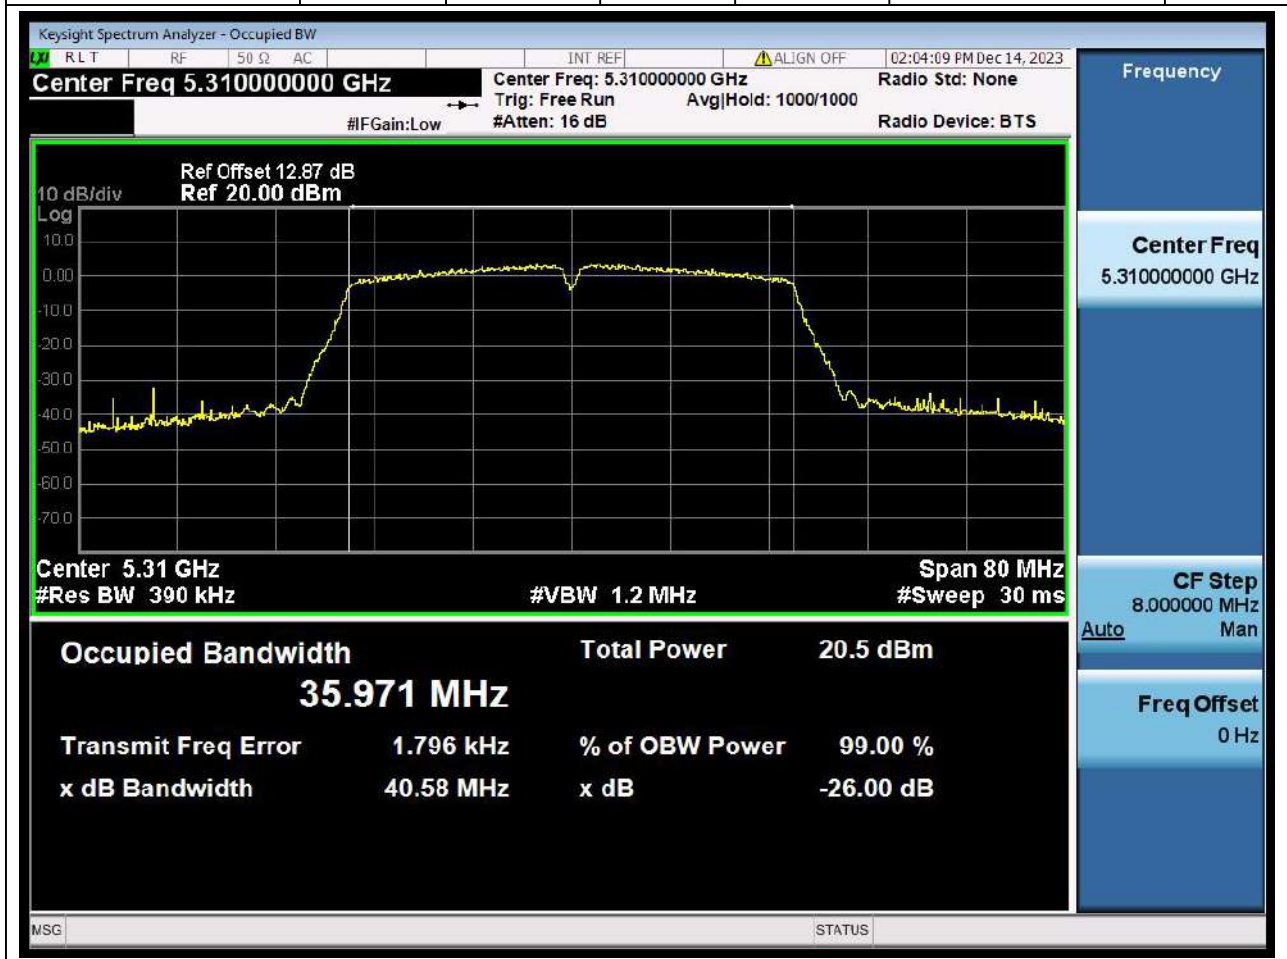 Keysight Spectrum Analyzer - Occupied BW
LXI RLT RF 50 Ω AC INT REF ALIGN OFF 02:04:09 PM Dec 14, 2023
Center Freq 5.310000000 GHz
Center Freq: 5.310000000 GHz
Radio Std: None
Trig: Free Run Avg|Hold: 1000/1000
#IFGain:Low
#Atten: 16 dB
Radio Device: BTS
Ref Offset 12.87 dB
10 dB/div Ref 20.00 dBm
Log
10.0
0.00
-10.0
-20.0
-30.0
-40.0
-50.0
-60.0
-70.0
Center 5.31 GHz Span 80 MHz
#Res BW 390 kHz #VBW 1.2 MHz #Sweep 30 ms
Occupied Bandwidth Total Power 20.5 dBm
35.971 MHz
Transmit Freq Error 1.796 kHz % of OBW Power 99.00 %
x dB Bandwidth 40.58 MHz x dB -26.00 dB
MSG STATUS
Frequency
Center Freq
5.310000000 GHz
CF Step
8.000000 MHz
Auto Man
Freq Offset
0 Hz